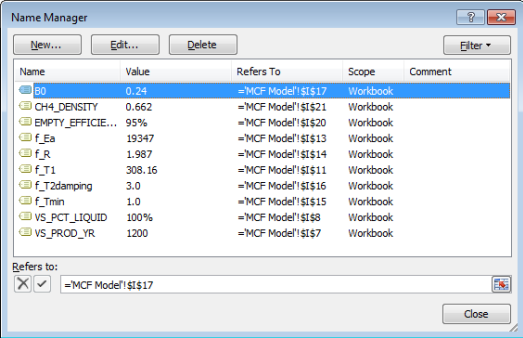 Name Manager
New... Edit... Delete Filter
Name Value Refers To Scope Comment
B0 0.24 ='MCF Model'!$I$17 Workbook
CH4_DENSITY 0.662 ='MCF Model'!$I$21 Workbook
EMPTY_EFFICIE... 95% ='MCF Model'!$I$20 Workbook
f_Ea 19347 ='MCF Model'!$I$13 Workbook
f_R 1.987 ='MCF Model'!$I$14 Workbook
f_T1 308.16 ='MCF Model'!$I$11 Workbook
f_T2damping 3.0 ='MCF Model'!$I$16 Workbook
f_Tmin 1.0 ='MCF Model'!$I$15 Workbook
VS_PCT_LIQUID 100% ='MCF Model'!$I$8 Workbook
VS_PROD_YR 1200 ='MCF Model'!$I$7 Workbook
Refers to:
='MCF Model'!$I$17
Close